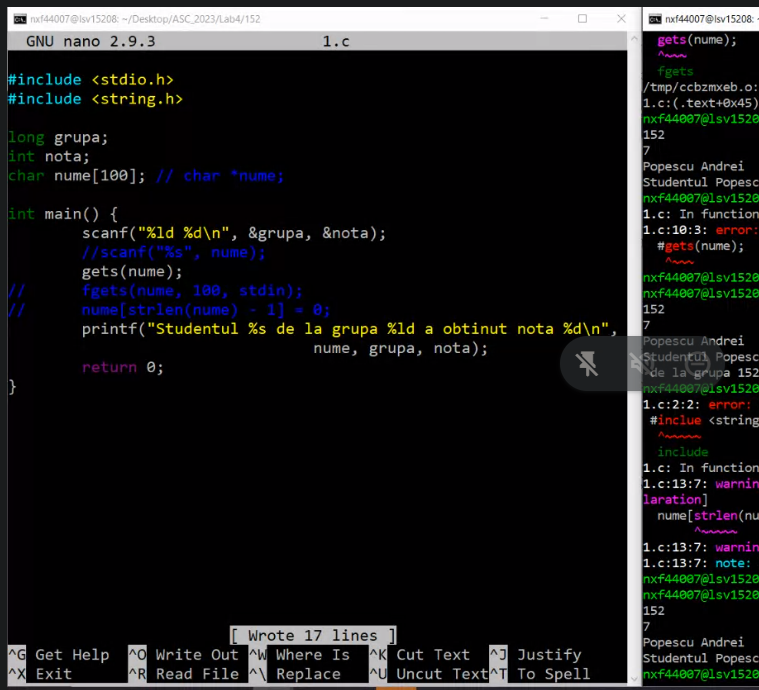 nxf44007@lsv15208: ~/Desktop/ASC_2023/Lab4/152
GNU nano 2.9.3 1.c
#include <stdio.h>
#include <string.h>
long grupa;
int nota;
char nume[100]; // char *nume;
int main() {
scanf("%ld %d\n", &grupa, &nota);
//scanf("%s", nume);
gets(nume);
// fgets(nume, 100, stdin);
// nume[strlen(nume) - 1] = 0;
printf("Studentul %s de la grupa %ld a obtinut nota %d\n",
nume, grupa, nota);
return 0;
}
[ Wrote 17 lines ]
^G Get Help ^O Write Out ^W Where Is ^K Cut Text ^J Justify
^X Exit ^R Read File ^\ Replace ^U Uncut Text ^T To Spell
nxf44007@lsv15208: ~
gets(nume);
^~~~
fgets
/tmp/ccbzmxeb.o:
1.c:(.text+0x45)
nxf44007@lsv1520
152
7
Popescu Andrei
Studentul Popesc
nxf44007@lsv1520
1.c: In function
1.c:10:3: error:
#gets(nume);
^~~~
nxf44007@lsv1520
nxf44007@lsv1520
152
7
Popescu Andrei
Studentul Popesc
de la grupa 152
nxf44007@lsv1520
1.c:2:2: error:
#inclue <string
^~~~~~
include
1.c: In function
1.c:13:7: warnin
laration]
nume[strlen(nu
^~~~~~
1.c:13:7: warnin
1.c:13:7: note:
nxf44007@lsv1520
nxf44007@lsv1520
152
7
Popescu Andrei
Studentul Popesc
nxf44007@lsv1520